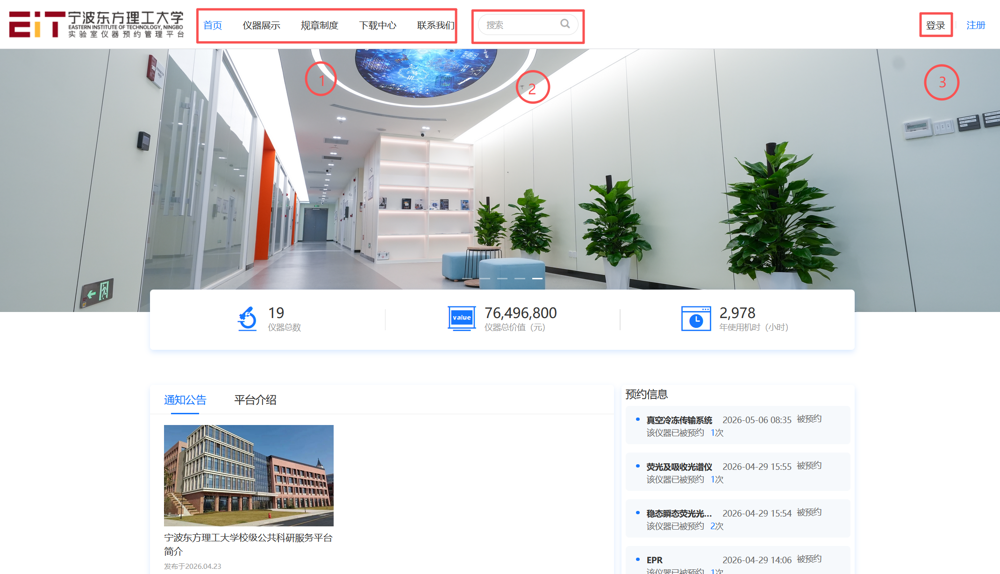 EiT 宁波东方理工大学
EASTERN INSTITUTE OF TECHNOLOGY, NINGBO
实验室仪器预约管理平台
首页 仪器展示 规章制度 下载中心 联系我们
搜索
登录 注册
1
2
3
19
仪器总数
value
76,496,800
仪器总价值（元）
2,978
年使用机时（小时）
通知公告 平台介绍
宁波东方理工大学校级公共科研服务平台
简介
发布于2026.04.23
预约信息
真空冷冻传输系统 2026-05-06 08:35 被预约
该仪器已被预约 1次
荧光及吸收光谱仪 2026-04-29 15:55 被预约
该仪器已被预约 1次
稳态瞬态荧光光... 2026-04-29 15:54 被预约
该仪器已被预约 2次
EPR 2026-04-29 14:06 被预约
该仪器已被预约 1次